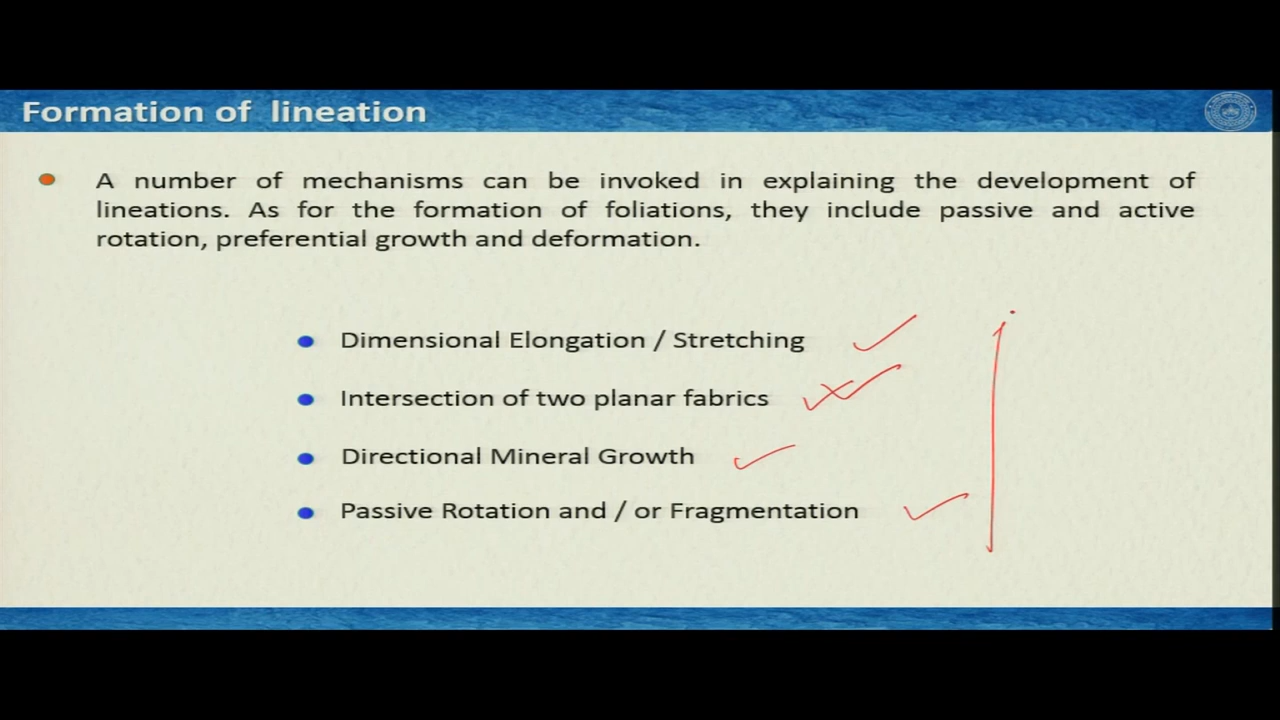 Formation of lineation
A number of mechanisms can be invoked in explaining the development of
lineations. As for the formation of foliations, they include passive and active
rotation, preferential growth and deformation.
Dimensional Elongation / Stretching
Intersection of two planar fabrics
Directional Mineral Growth
Passive Rotation and / or Fragmentation